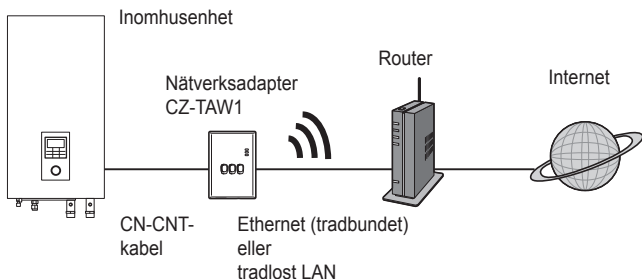 Inomhusenhet
Nätverksadapter
CZ-TAW1
Router
Internet
CN-CNT-
kabel
Ethernet (tradbundet)
eller
tradlost LAN